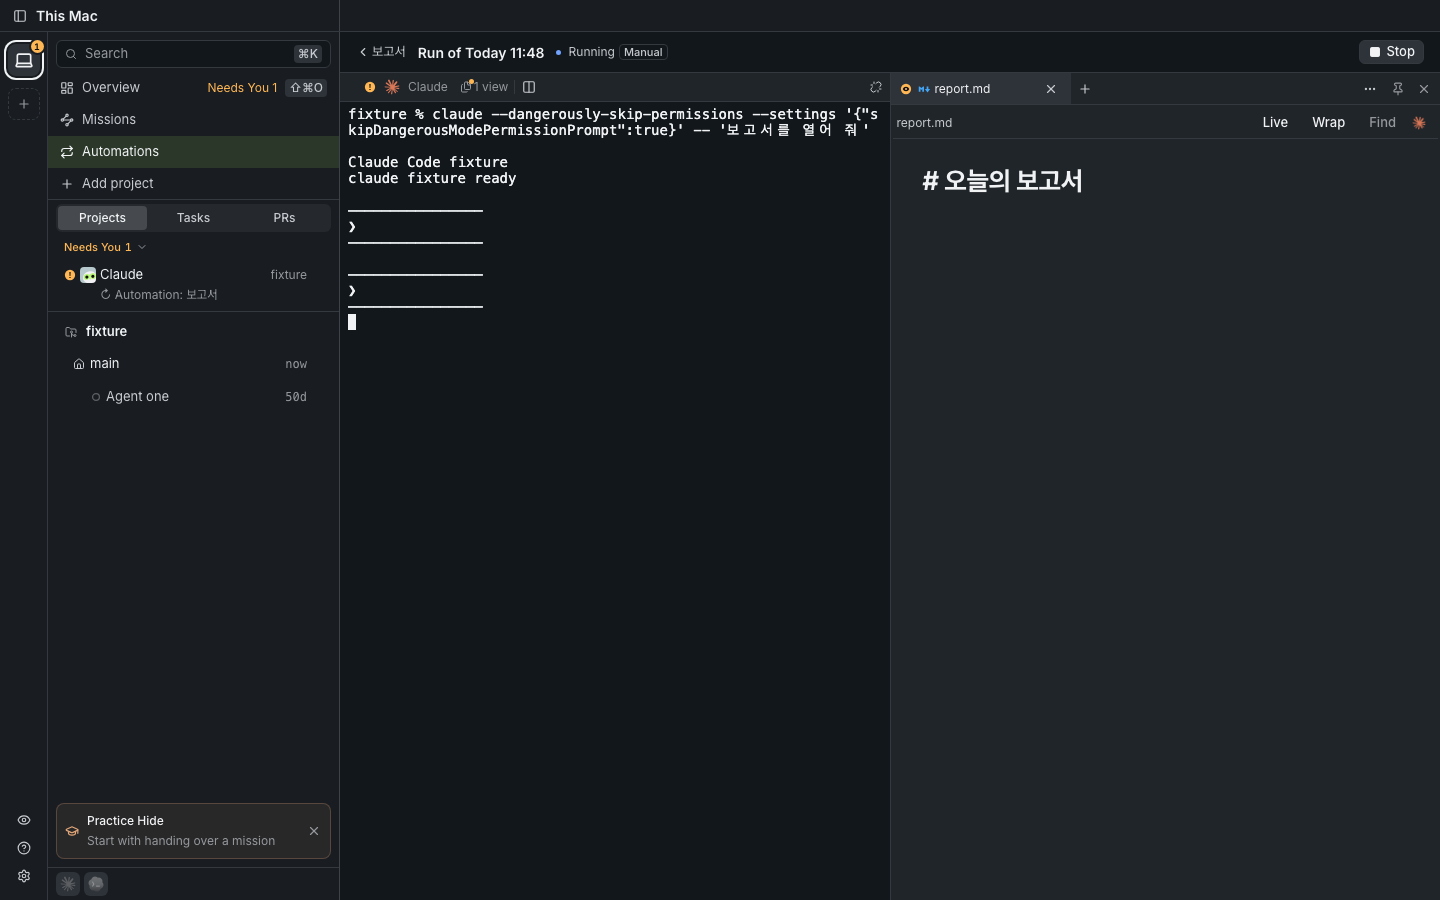 This Mac
1
Search ⌘K
Overview Needs You 1 ⇧⌘O
Missions
Automations
Add project
Projects Tasks PRs
Needs You 1
Claude fixture
Automation: 보고서
fixture
main now
Agent one 50d
Practice Hide
Start with handing over a mission
보고서 Run of Today 11:48 Running Manual Stop
Claude 1 view
fixture % claude --dangerously-skip-permissions --settings '{"s
kipDangerousModePermissionPrompt":true}' -- '보고서를 열어 줘'
Claude Code fixture
claude fixture ready
❯
❯
report.md
report.md Live Wrap Find
# 오늘의 보고서